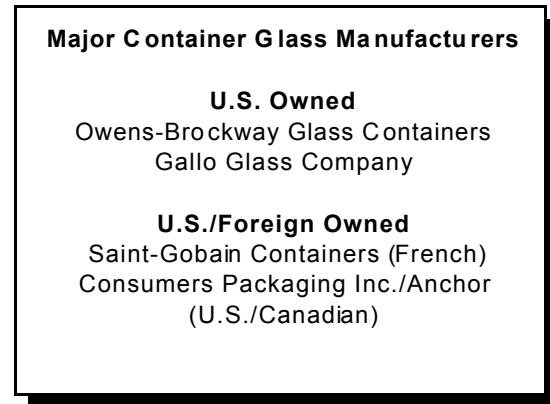 Major Container Glass Manufacturers
U.S. Owned
Owens-Brockway Glass Containers
Gallo Glass Company
U.S./Foreign Owned
Saint-Gobain Containers (French)
Consumers Packaging Inc./Anchor
(U.S./Canadian)